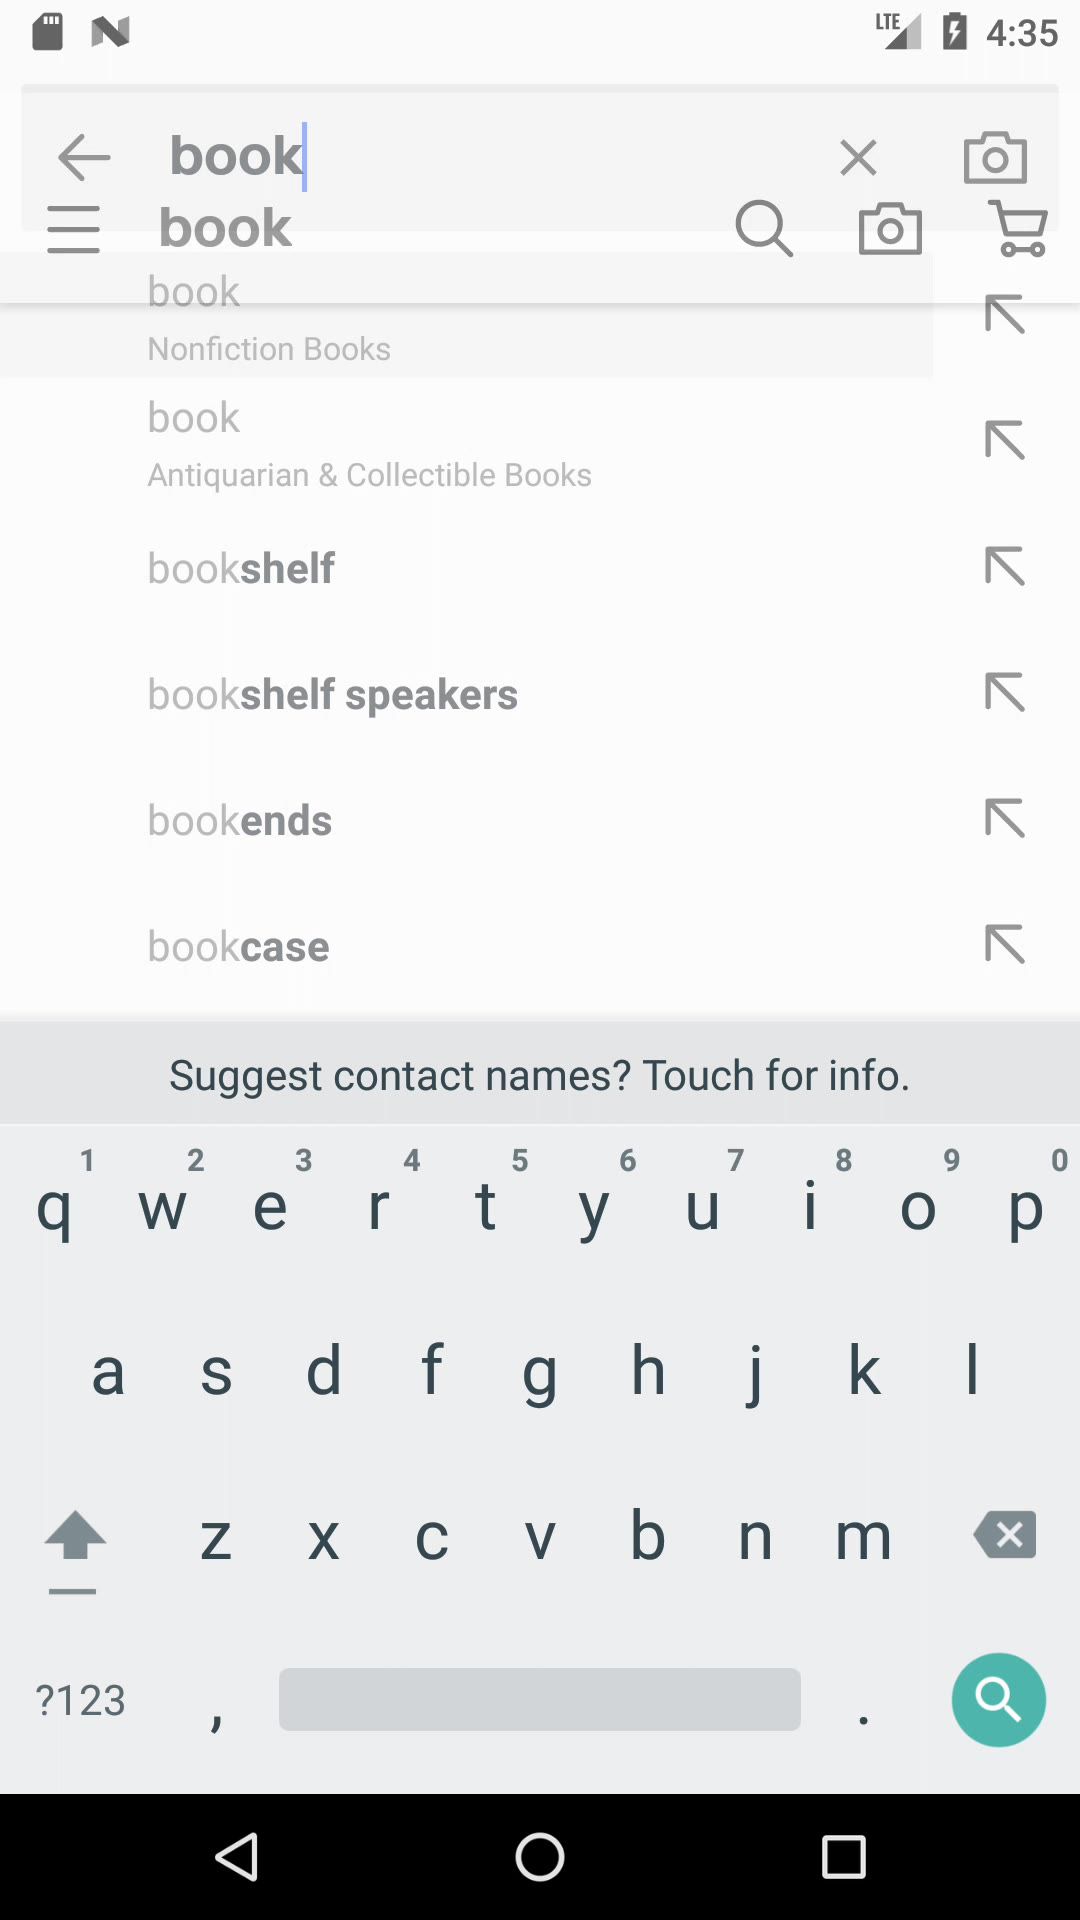 LTE 4:35
book
book
book
Nonfiction Books
book
Antiquarian & Collectible Books
bookshelf
bookshelf speakers
bookends
bookcase
Suggest contact names? Touch for info.
1 2 3 4 5 6 7 8 9 0
q w e r t y u i o p
a s d f g h j k l
z x c v b n m
?123 , .